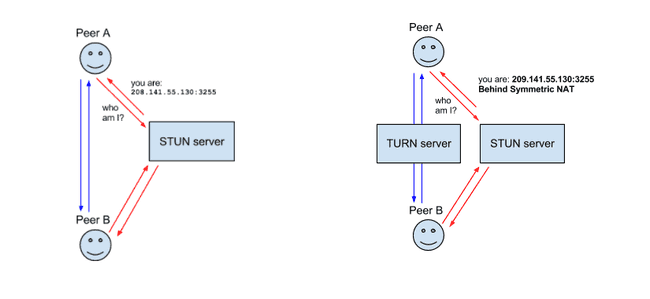 Peer A
you are:
208.141.55.130:3255
who
am I?
STUN server
Peer B
Peer A
you are: 209.141.55.130:3255
Behind Symmetric NAT
who
am I?
TURN server
STUN server
Peer B